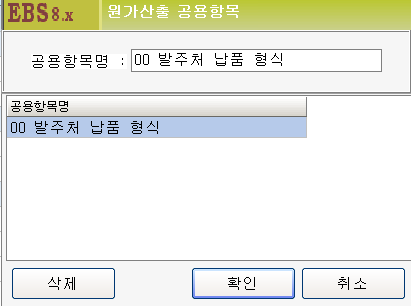 EBS 8.x 원가산출 공용항목
공용항목명 : 00 발주처 납품 형식
공용항목명
00 발주처 납품 형식
삭제 확인 취소